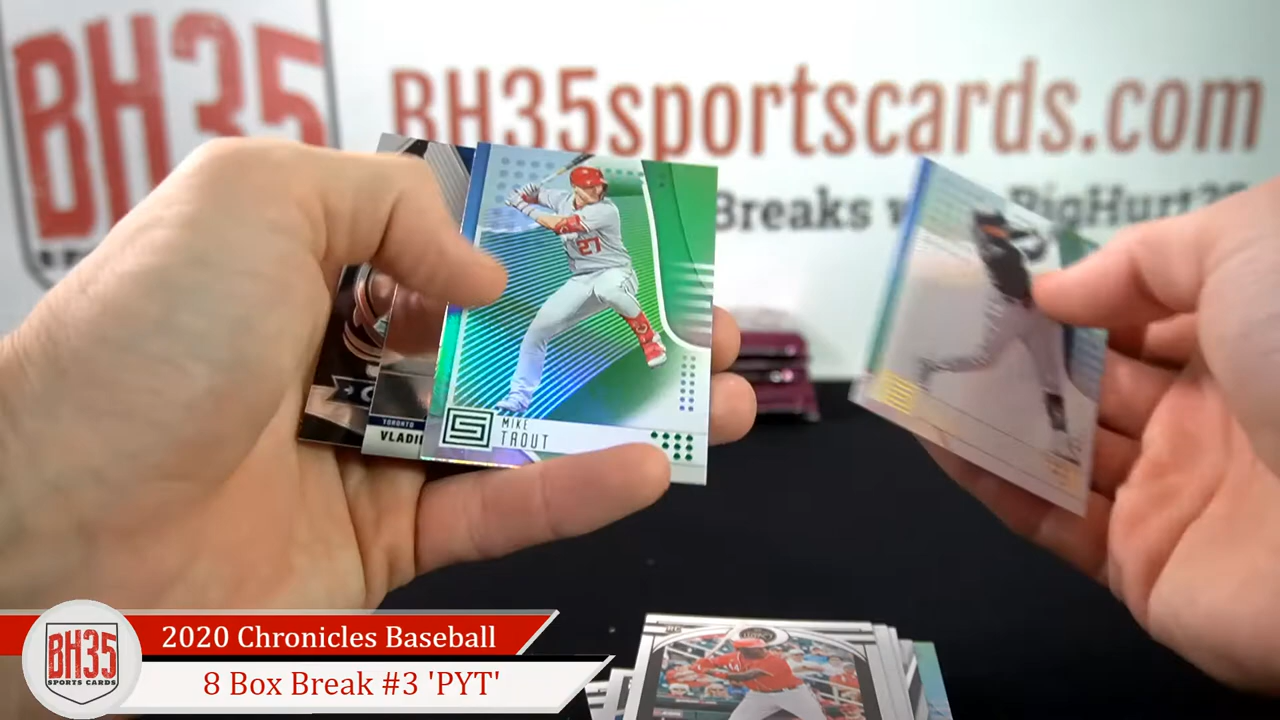 BH35
BH35sportscards.com
Breaks
27
MIKE
TROUT
TORONTO
VLADI
RC
2020 Chronicles Baseball
8 Box Break #3 'PYT'
BH35
SPORTS CARDS